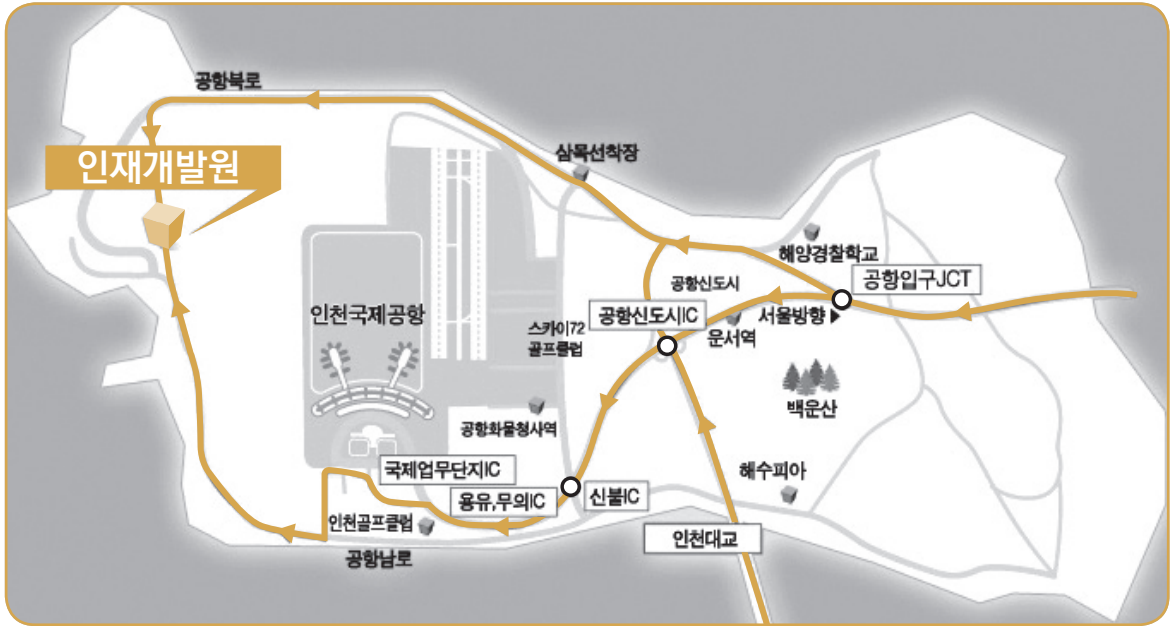 공항북로
인재개발원
삼목선착장
해양경찰학교
공항입구JCT
공항신도시
인천국제공항
공항신도시IC
서울방향 ▶
스카이72
골프클럽
운서역
백운산
공항화물청사역
국제업무단지IC
해수피아
용유,무의IC
신불IC
인천골프클럽
인천대교
공항남로